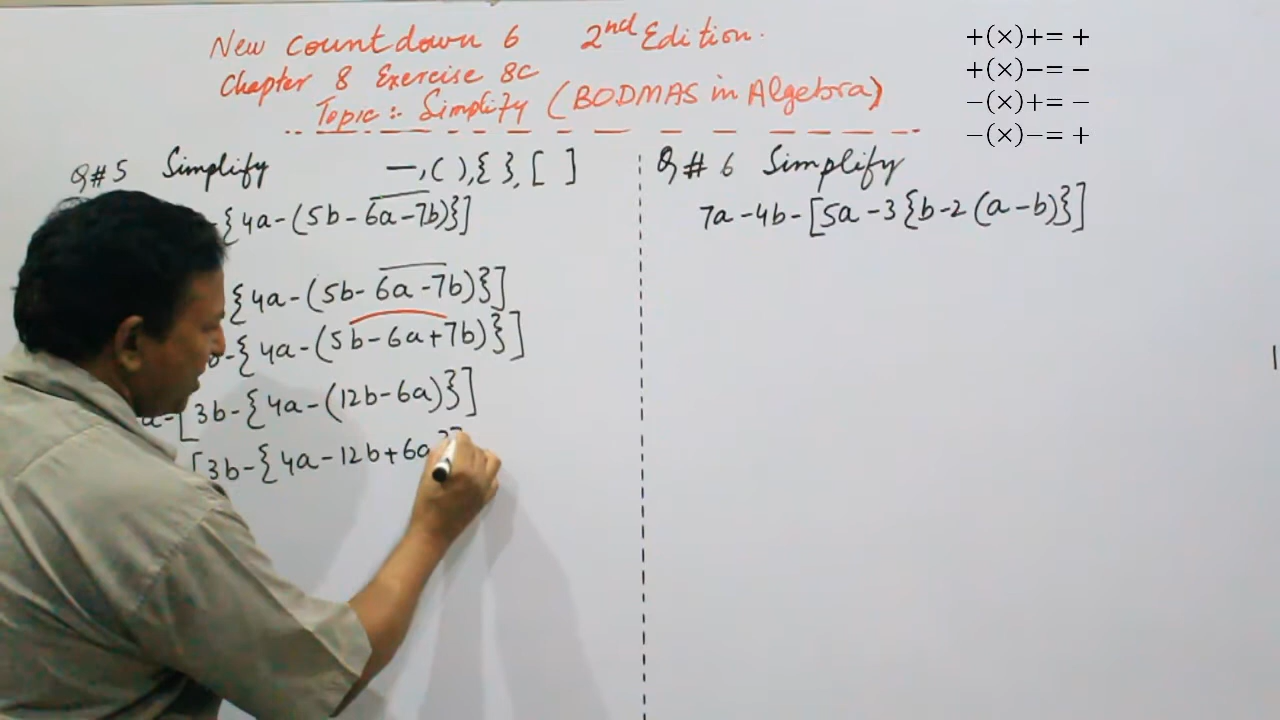 New countdown 6 2nd Edition.
Chapter 8 Exercise 8c
Topic:- Simplify (BODMAS in Algebra)
+(×)+= +
+(×)−= −
−(×)+= −
−(×)−= +
Q#5 Simplify —,( ),{ },[ ]
{4a-(5b-6a-7b)}]
{4a-(5b-6a-7b)}]
-{4a-(5b-6a+7b)}]
a-[3b-{4a-(12b-6a)}]
[3b-{4a-12b+6a
Q#6 Simplify
7a-4b-[5a-3{b-2(a-b)}]